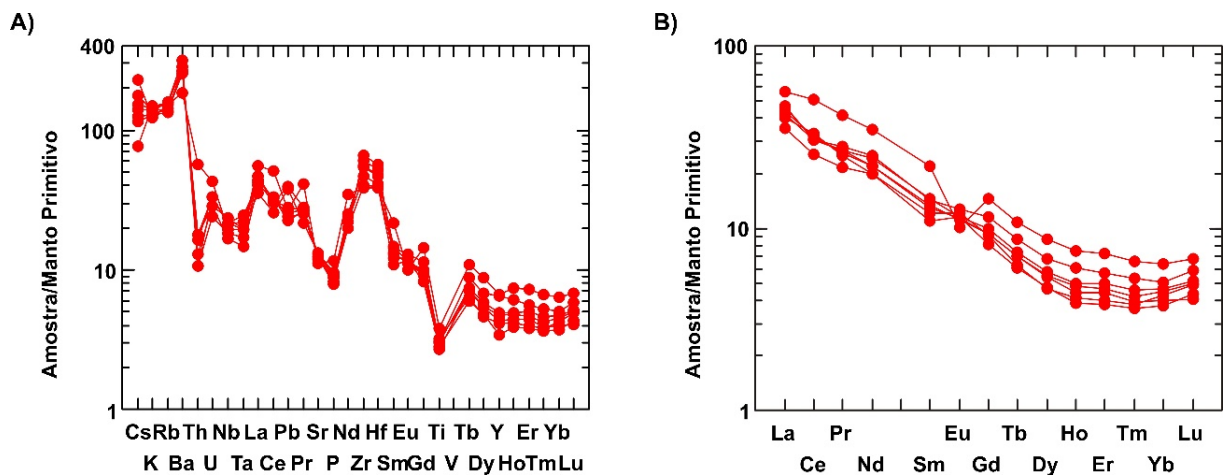 A)
400
100
10
1
Amostra/Manto Primitivo
Cs Rb Th Nb La Pb Sr Nd Hf Eu Ti Tb Y Er Yb
K Ba U Ta Ce Pr P Zr Sm Gd V Dy Ho Tm Lu
B)
100
10
1
Amostra/Manto Primitivo
La Pr Eu Tb Ho Tm Lu
Ce Nd Sm Gd Dy Er Yb